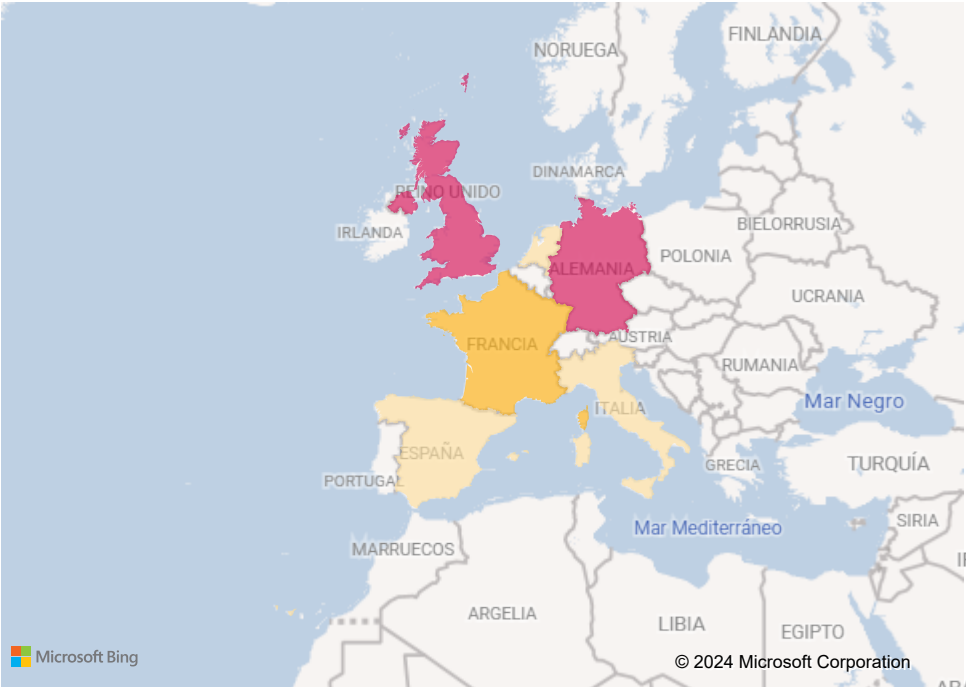 FINLANDIA
NORUEGA
DINAMARCA
REINO UNIDO
IRLANDA
BIELORRUSIA
POLONIA
ALEMANIA
UCRANIA
AUSTRIA
FRANCIA
RUMANIA
Mar Negro
ITALIA
ESPAÑA
GRECIA
TURQUÍA
PORTUGAL
SIRIA
Mar Mediterráneo
MARRUECOS
ARGELIA
LIBIA
EGIPTO
Microsoft Bing
© 2024 Microsoft Corporation